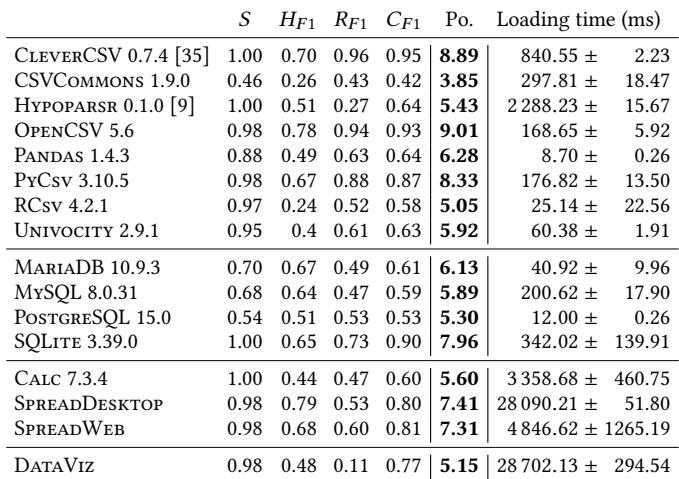 S H_F1 R_F1 C_F1 Po. Loading time (ms)
CLEVERCSV 0.7.4 [35] 1.00 0.70 0.96 0.95 8.89 840.55 ± 2.23
CSVCOMMONS 1.9.0 0.46 0.26 0.43 0.42 3.85 297.81 ± 18.47
HYPOPARSR 0.1.0 [9] 1.00 0.51 0.27 0.64 5.43 2 288.23 ± 15.67
OPENCSV 5.6 0.98 0.78 0.94 0.93 9.01 168.65 ± 5.92
PANDAS 1.4.3 0.88 0.49 0.63 0.64 6.28 8.70 ± 0.26
PYCSV 3.10.5 0.98 0.67 0.88 0.87 8.33 176.82 ± 13.50
RCSV 4.2.1 0.97 0.24 0.52 0.58 5.05 25.14 ± 22.56
UNIVOCITY 2.9.1 0.95 0.4 0.61 0.63 5.92 60.38 ± 1.91
MARIADB 10.9.3 0.70 0.67 0.49 0.61 6.13 40.92 ± 9.96
MYSQL 8.0.31 0.68 0.64 0.47 0.59 5.89 200.62 ± 17.90
POSTGRESQL 15.0 0.54 0.51 0.53 0.53 5.30 12.00 ± 0.26
SQLITE 3.39.0 1.00 0.65 0.73 0.90 7.96 342.02 ± 139.91
CALC 7.3.4 1.00 0.44 0.47 0.60 5.60 3 358.68 ± 460.75
SPREADDESKTOP 0.98 0.79 0.53 0.80 7.41 28 090.21 ± 51.80
SPREADWEB 0.98 0.68 0.60 0.81 7.31 4 846.62 ± 1265.19
DATAVIZ 0.98 0.48 0.11 0.77 5.15 28 702.13 ± 294.54